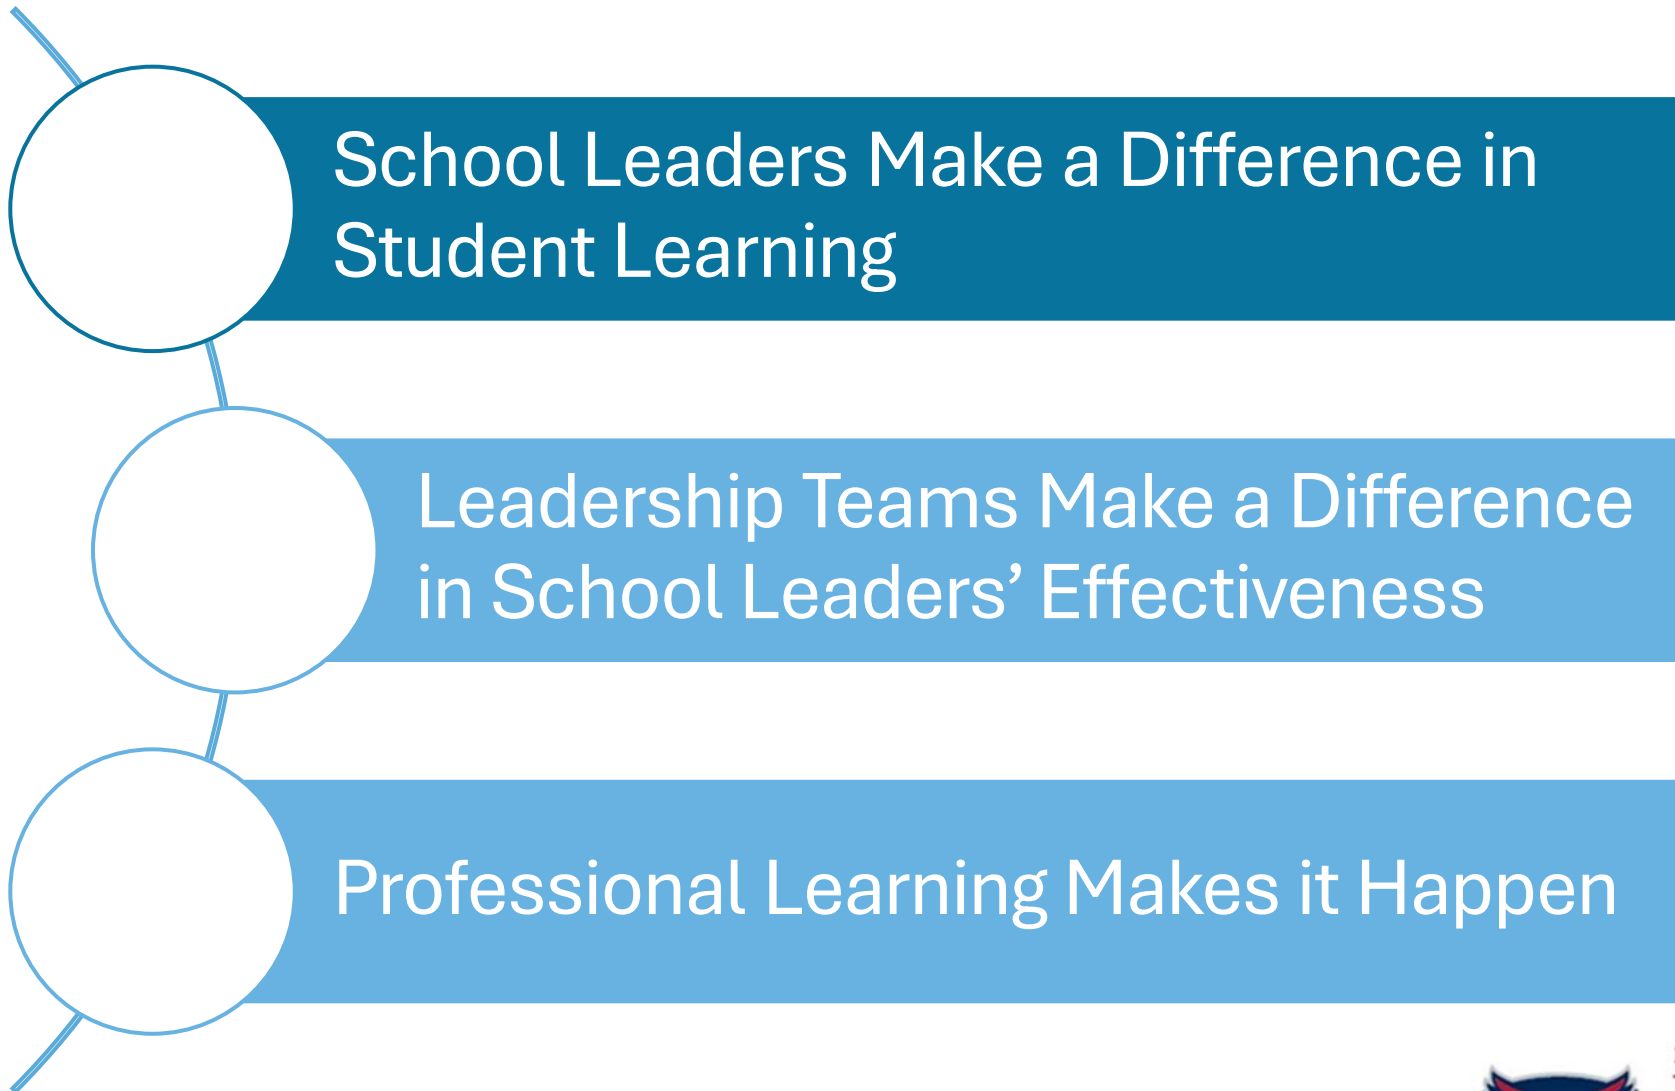 School Leaders Make a Difference in
Student Learning
Leadership Teams Make a Difference
in School Leaders’ Effectiveness
Professional Learning Makes it Happen